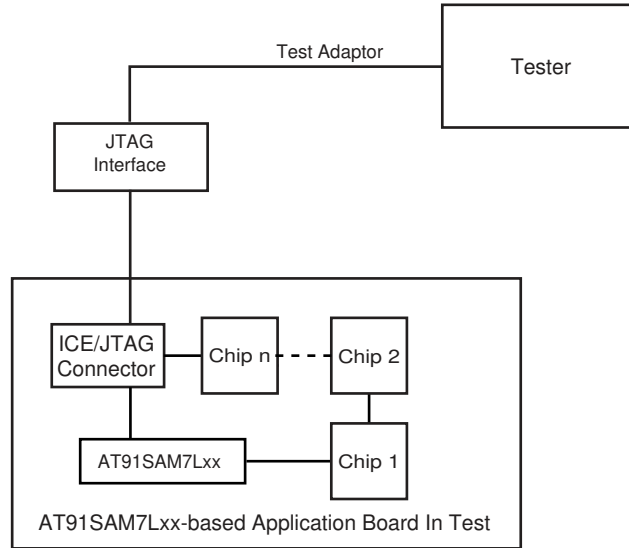 Test Adaptor
Tester
JTAG
Interface
ICE/JTAG
Connector
Chip n
Chip 2
AT91SAM7Lxx
Chip 1
AT91SAM7Lxx-based Application Board In Test